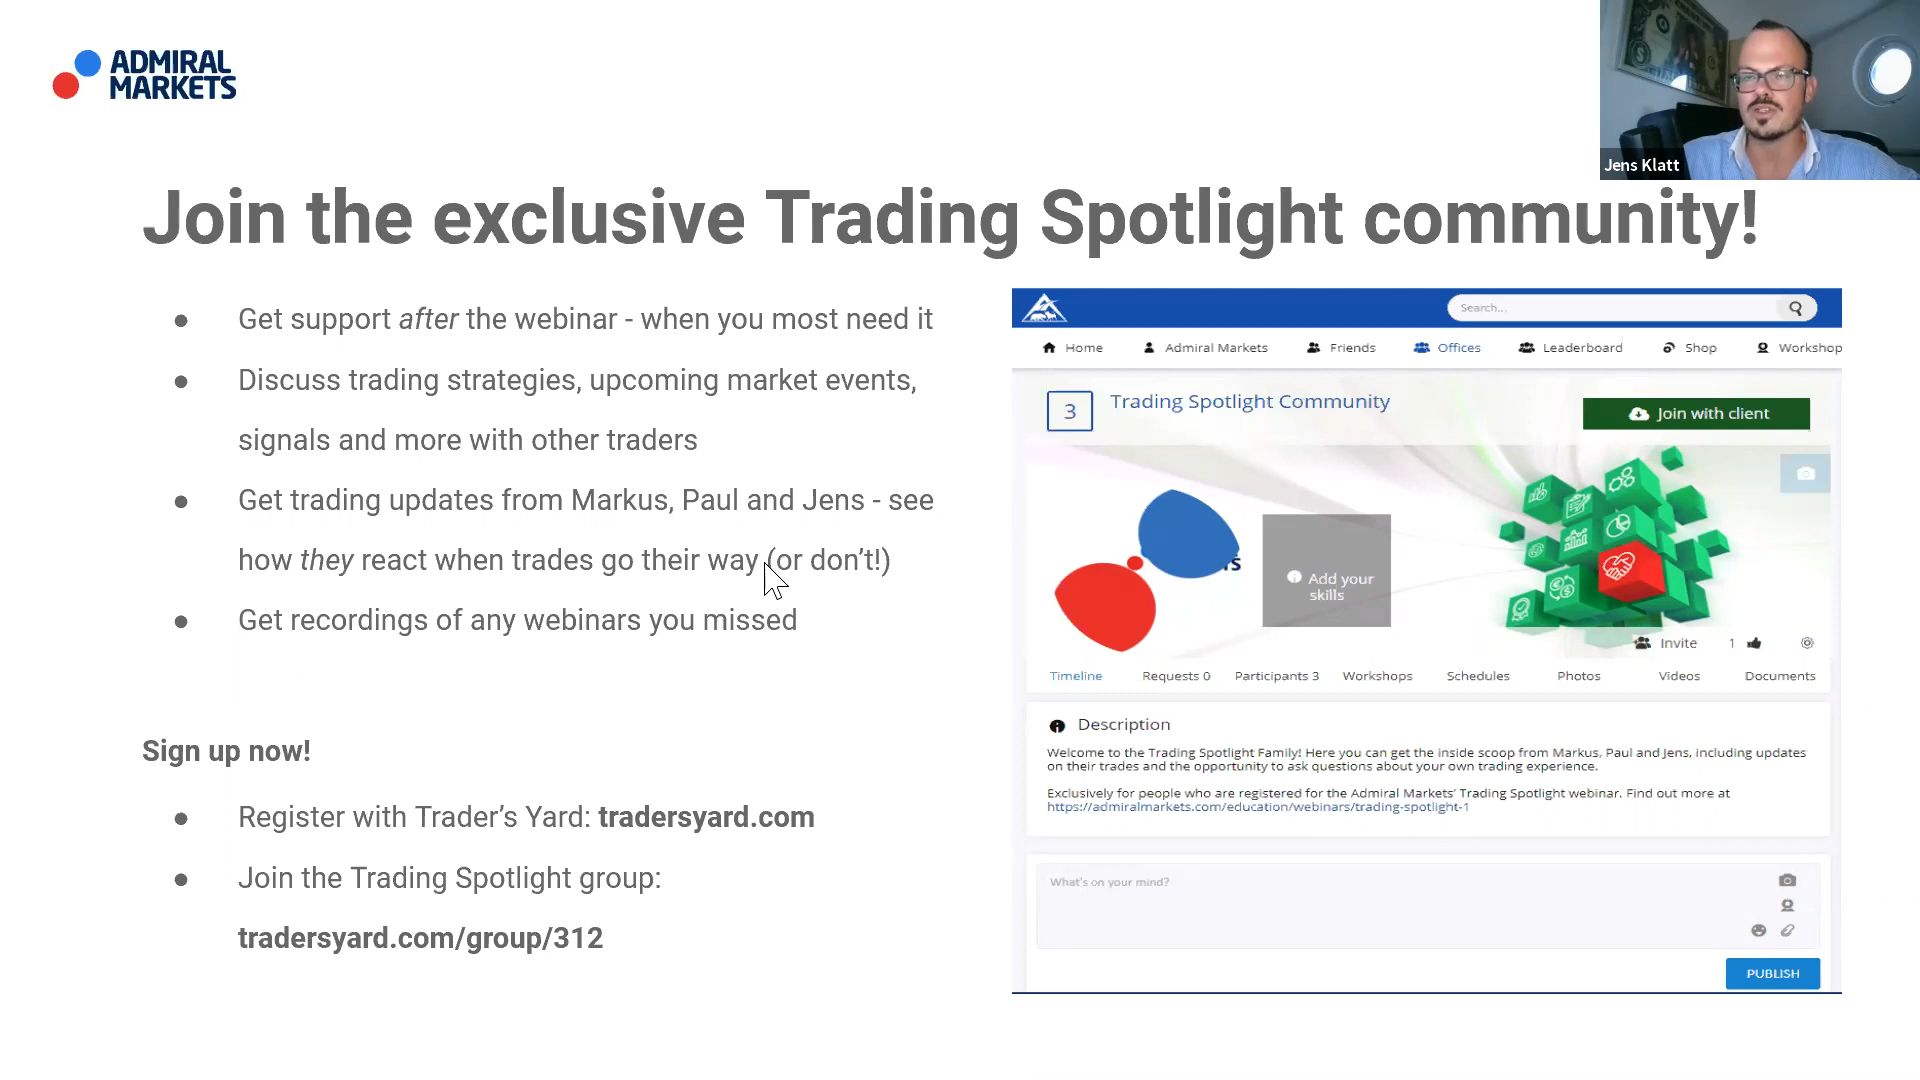 ADMIRAL
MARKETS
Jens Klatt
Join the exclusive Trading Spotlight community!
● Get support after the webinar - when you most need it
● Discuss trading strategies, upcoming market events,
signals and more with other traders
● Get trading updates from Markus, Paul and Jens - see
how they react when trades go their way (or don’t!)
● Get recordings of any webinars you missed
Sign up now!
● Register with Trader’s Yard: tradersyard.com
● Join the Trading Spotlight group:
tradersyard.com/group/312
Search...
Home Admiral Markets Friends Offices Leaderboard Shop Workshop
3 Trading Spotlight Community
Join with client
Add your
skills
Invite 1
Timeline Requests 0 Participants 3 Workshops Schedules Photos Videos Documents
Description
Welcome to the Trading Spotlight Family! Here you can get the inside scoop from Markus, Paul and Jens, including updates
on their trades and the opportunity to ask questions about your own trading experience.
Exclusively for people who are registered for the Admiral Markets' Trading Spotlight webinar. Find out more at
https://admiralmarkets.com/education/webinars/trading-spotlight-1
What's on your mind?
PUBLISH